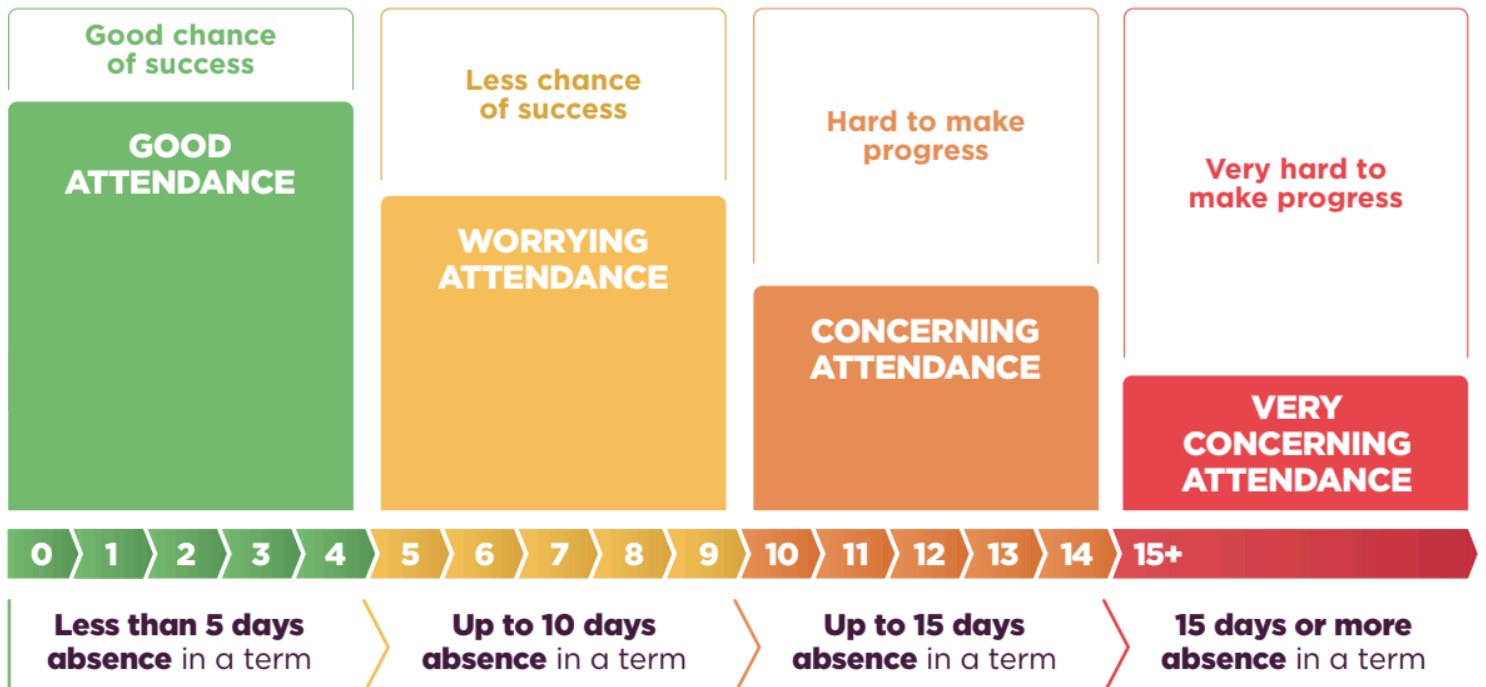 Good chance
of success
GOOD
ATTENDANCE
Less chance
of success
WORRYING
ATTENDANCE
Hard to make
progress
CONCERNING
ATTENDANCE
Very hard to
make progress
VERY
CONCERNING
ATTENDANCE
0 1 2 3 4 5 6 7 8 9 10 11 12 13 14 15+
Less than 5 days
absence in a term
Up to 10 days
absence in a term
Up to 15 days
absence in a term
15 days or more
absence in a term